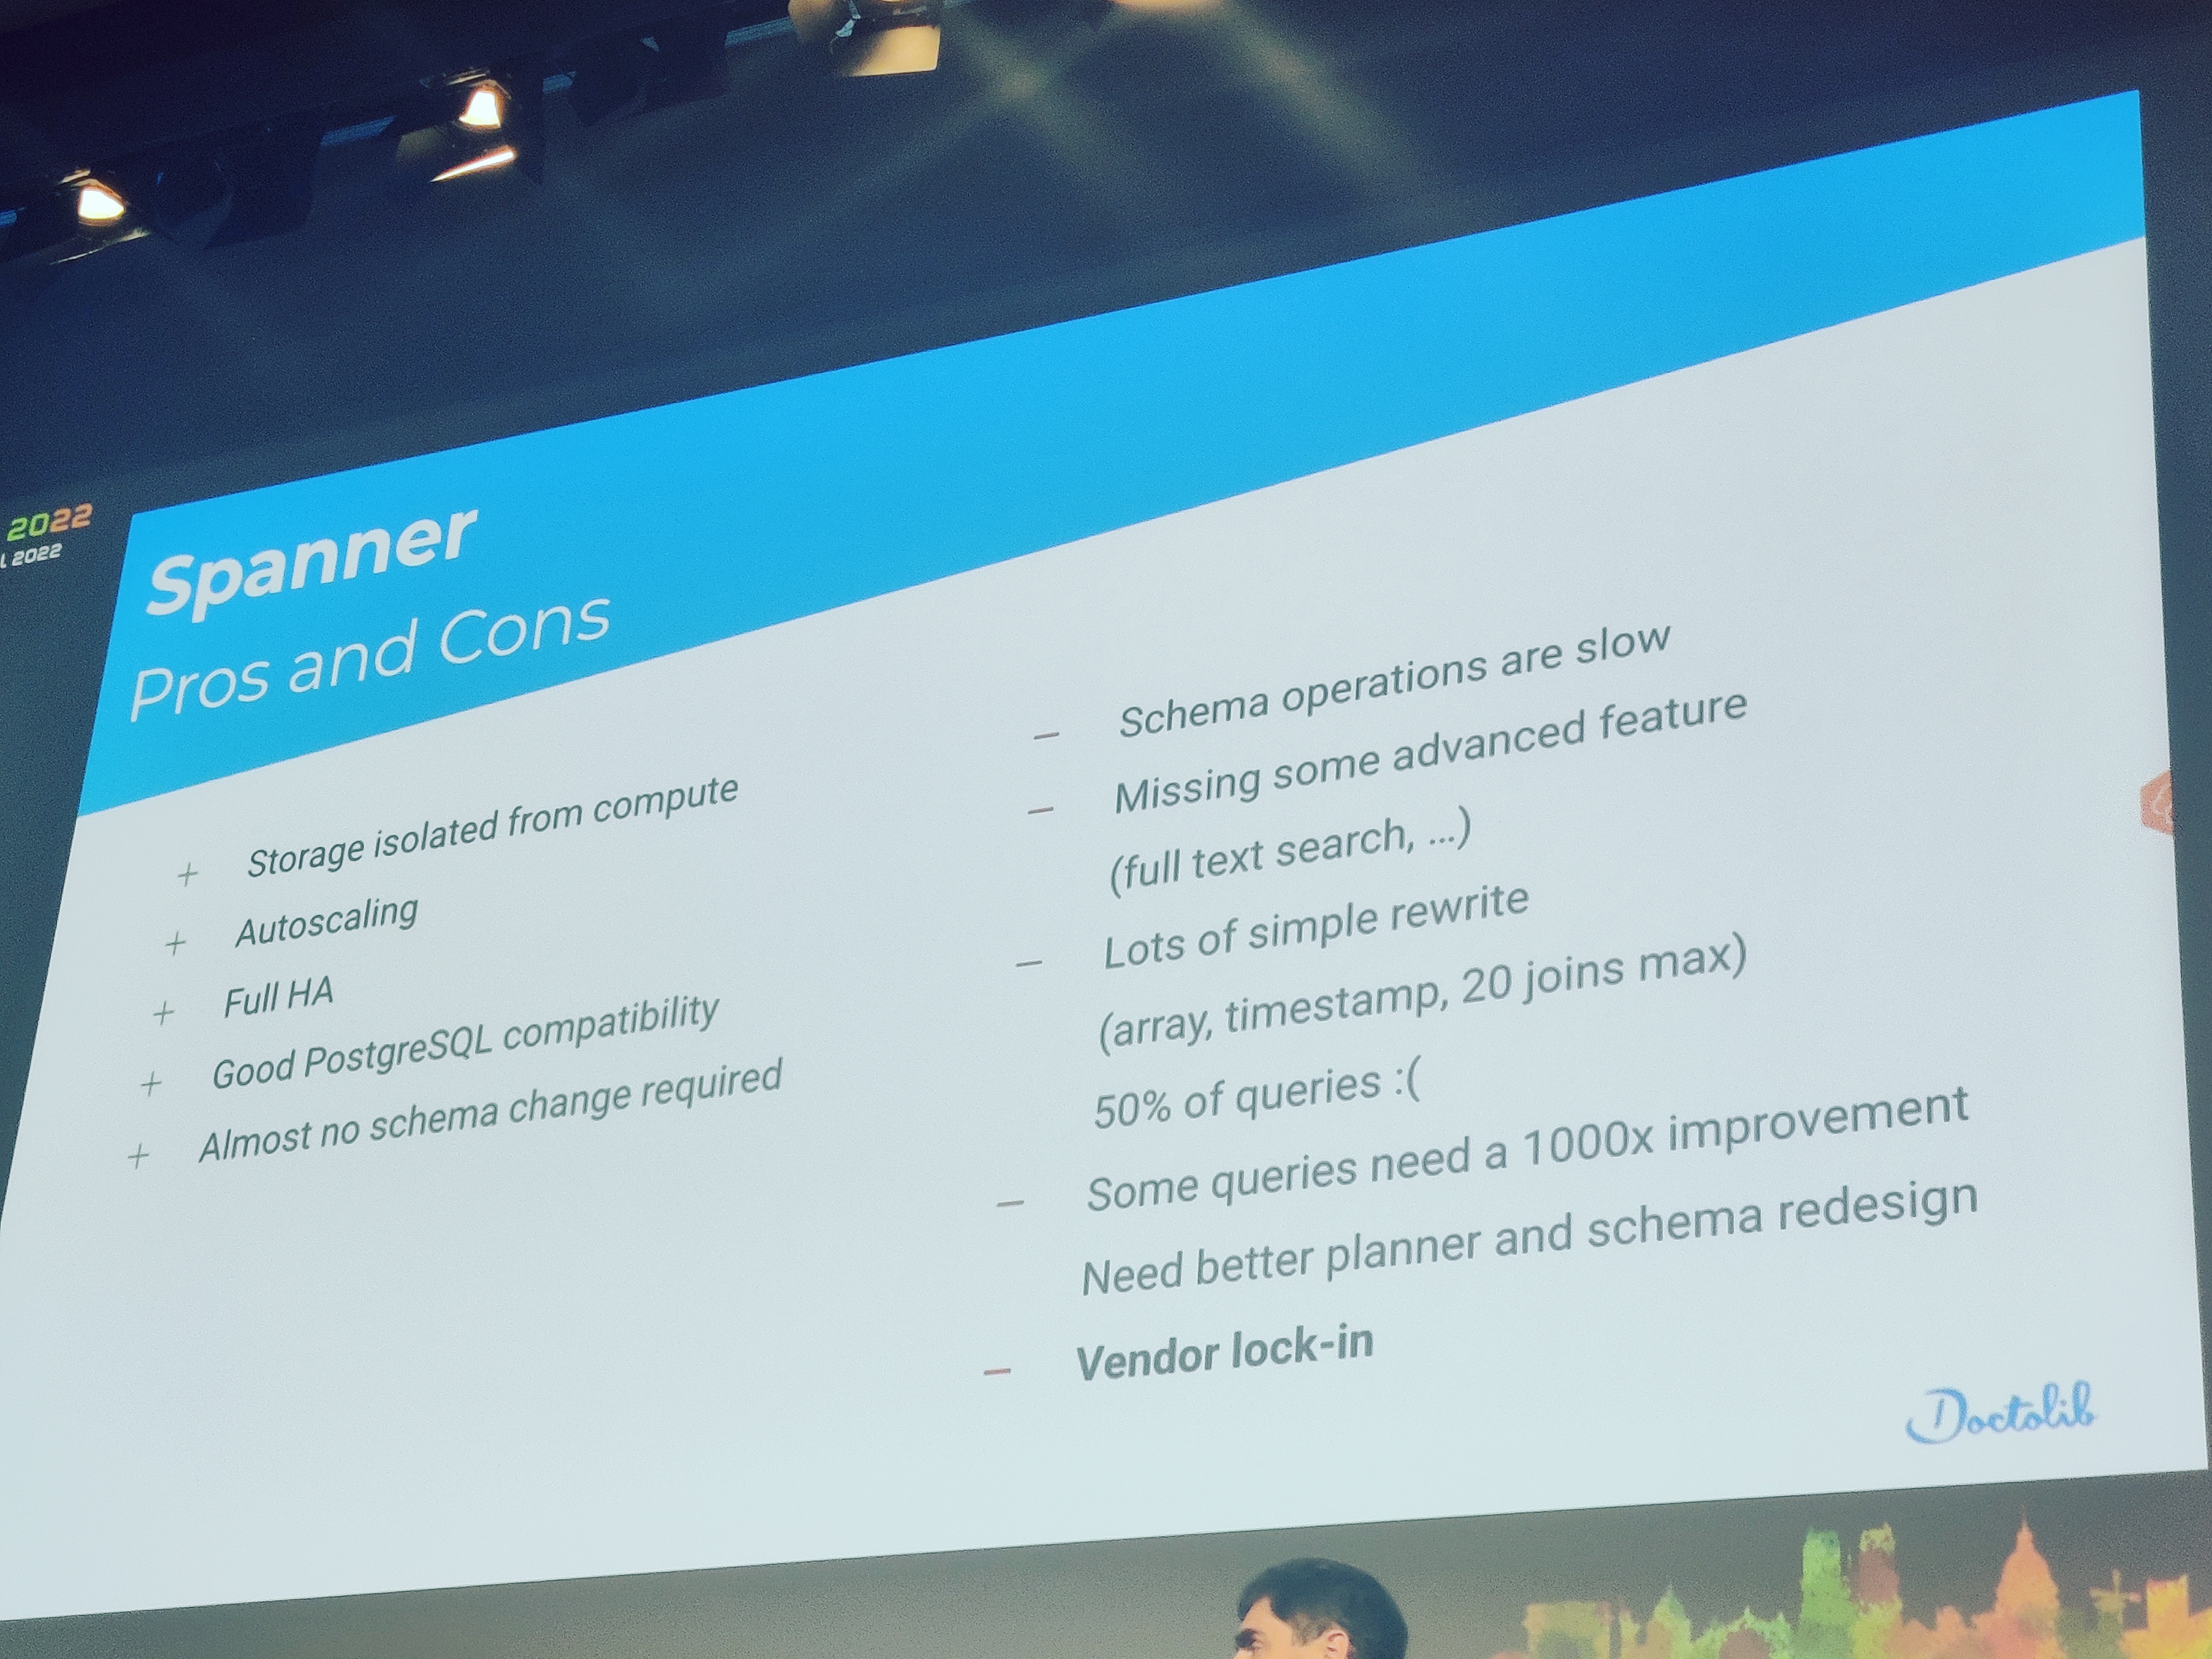 2022
2022
Spanner
Pros and Cons
+ Storage isolated from compute
+ Autoscaling
+ Full HA
+ Good PostgreSQL compatibility
+ Almost no schema change required
– Schema operations are slow
– Missing some advanced feature
(full text search, ...)
– Lots of simple rewrite
(array, timestamp, 20 joins max)
50% of queries :(
– Some queries need a 1000x improvement
Need better planner and schema redesign
– Vendor lock-in
Doctolib